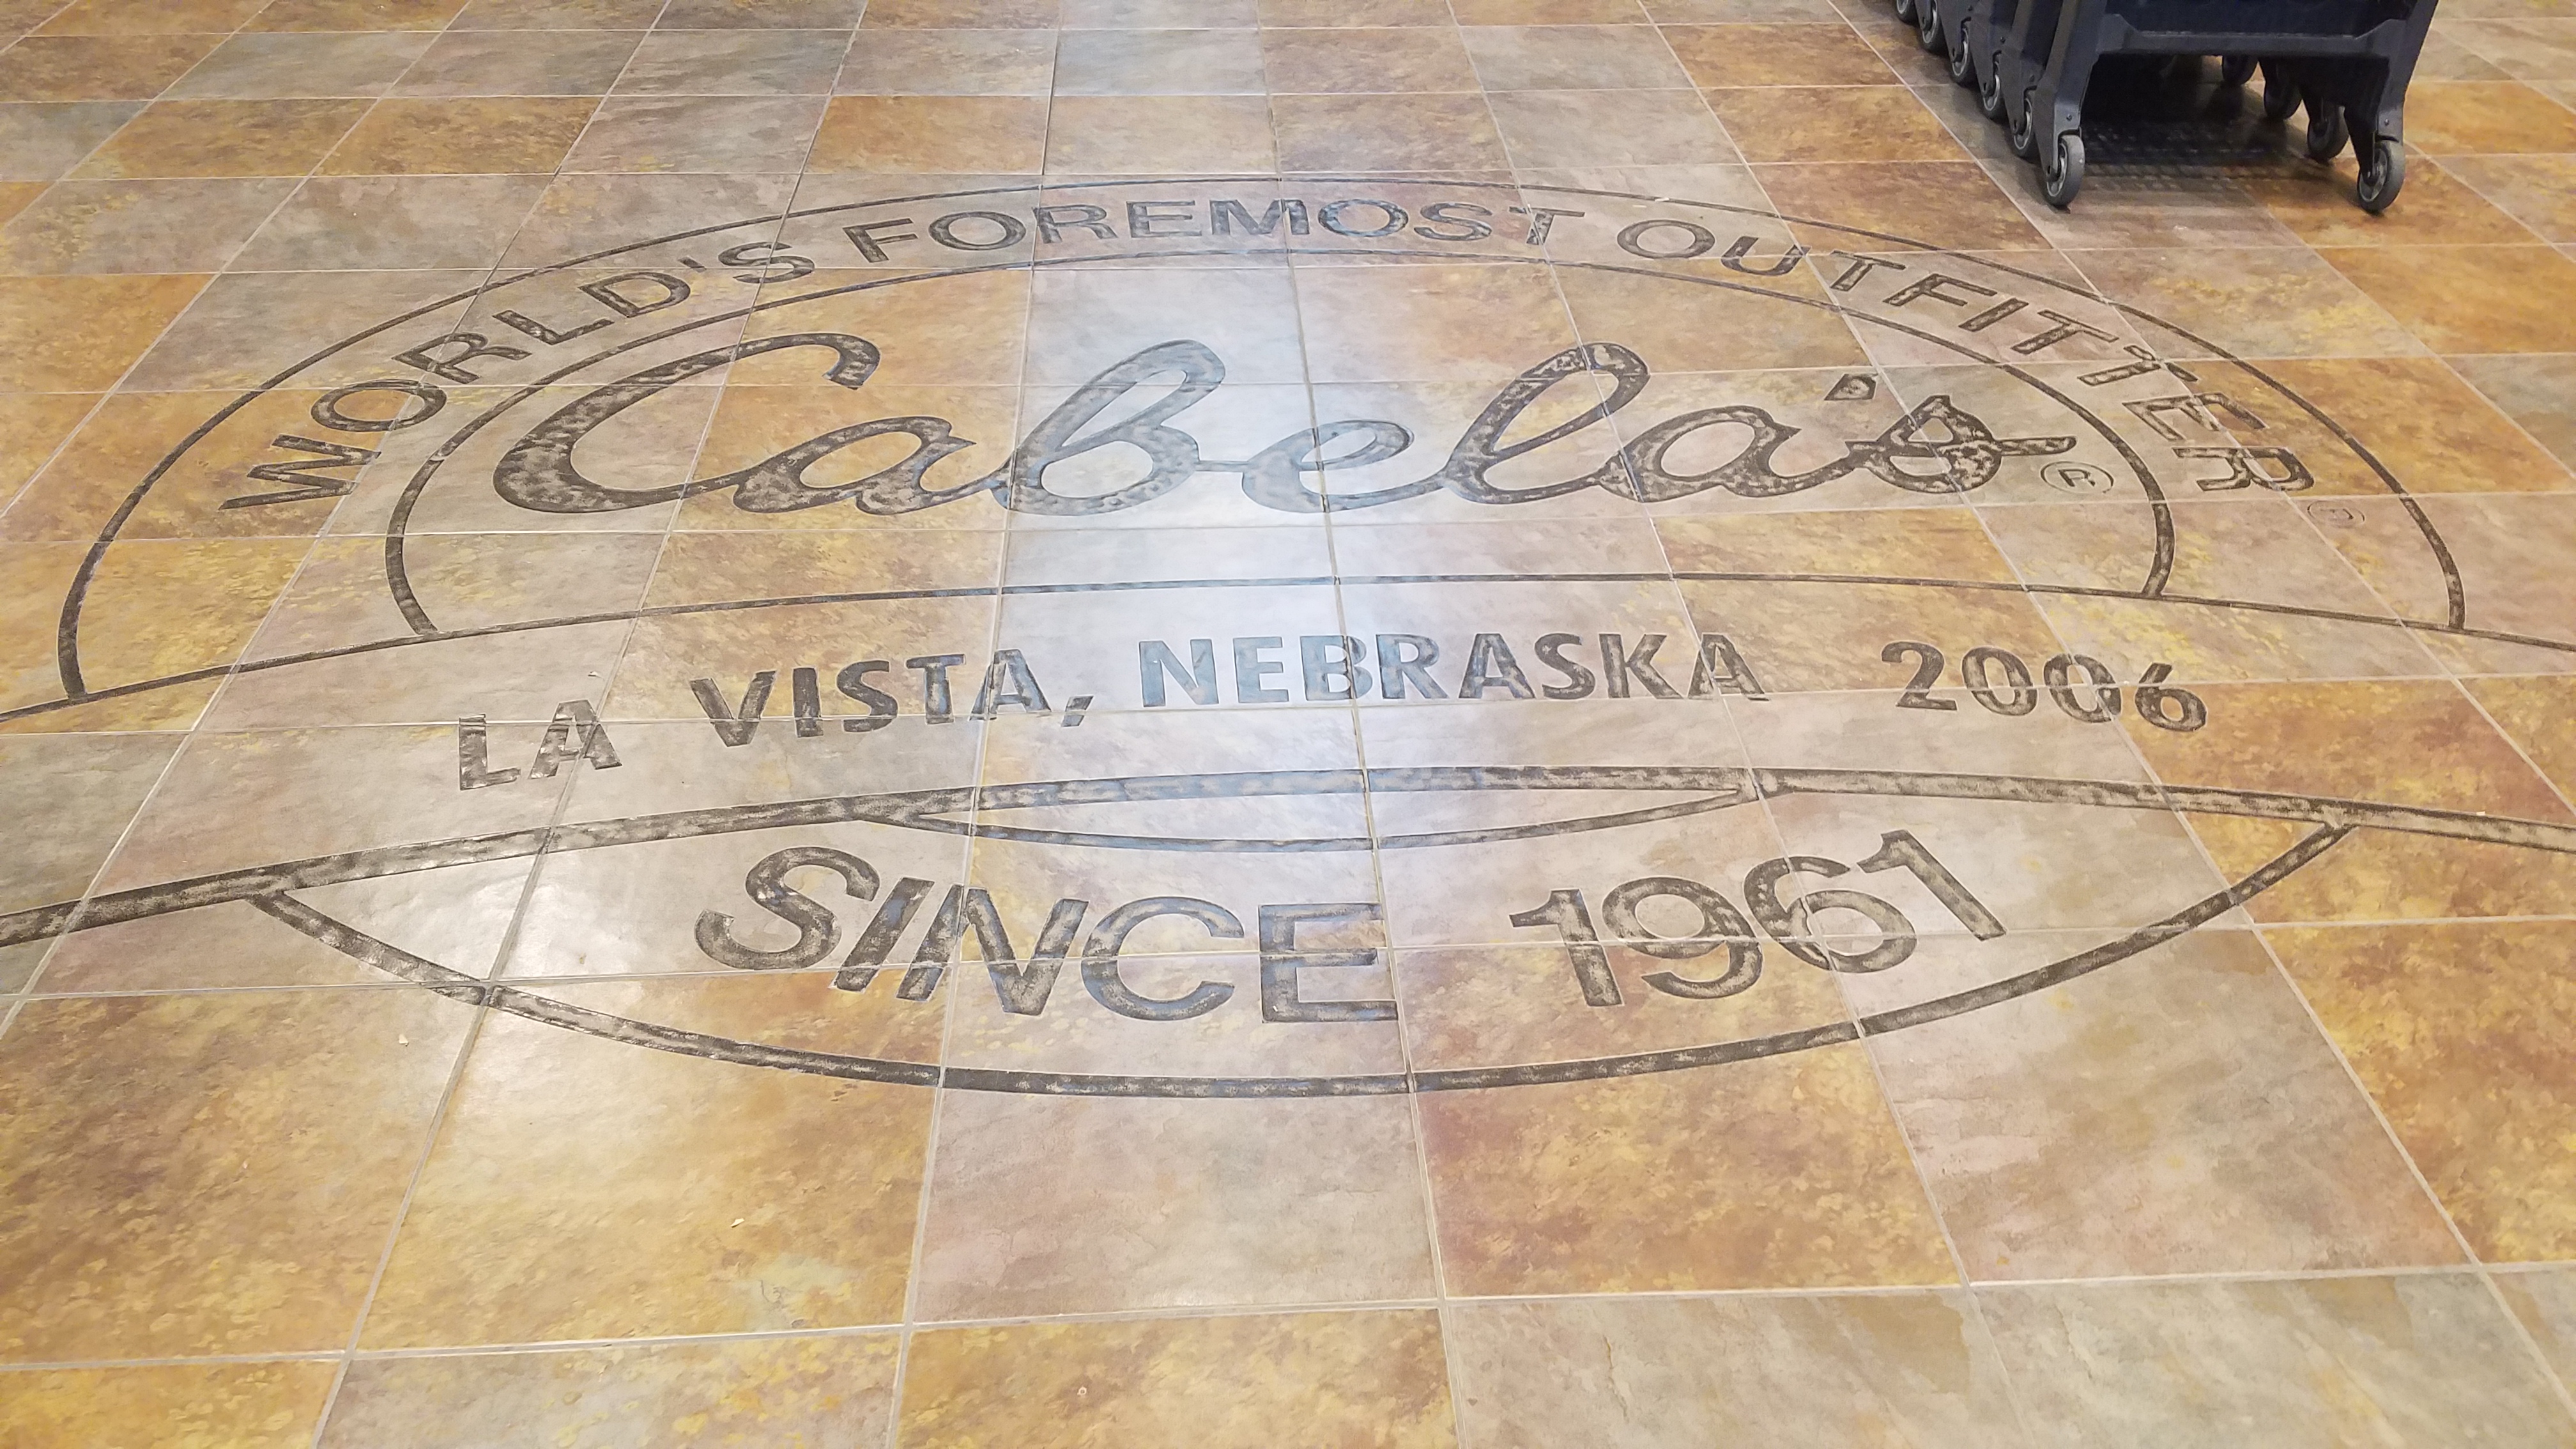 WORLD'S FOREMOST OUTFITTER ®
Cabela's ®
LA VISTA, NEBRASKA 2006
SINCE 1961